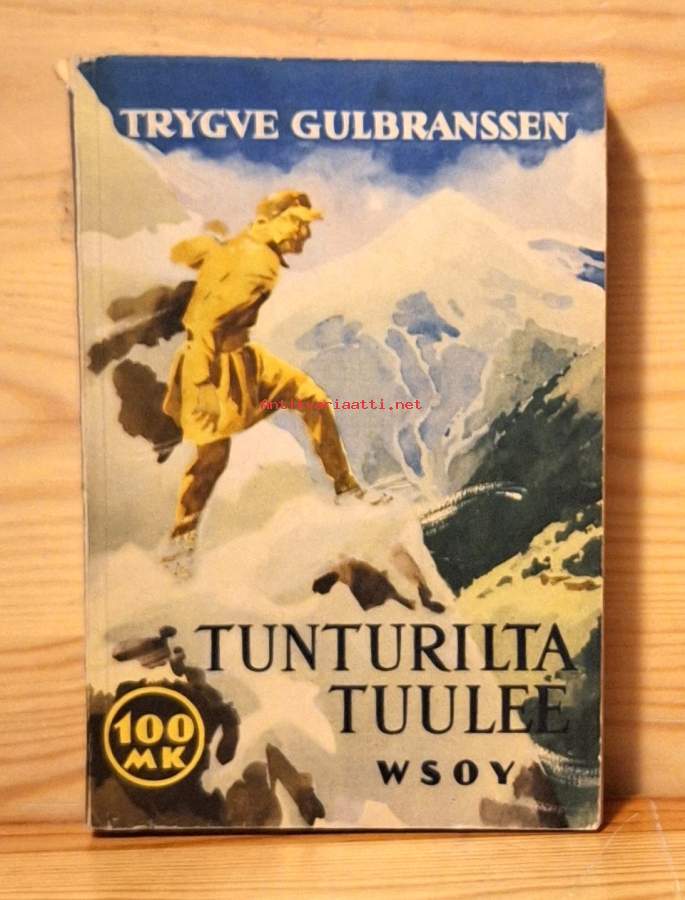 TRYGVE GULBRANSSEN
Antikvariaatti.net
TUNTURILTA
TUULEE
100
MK
WSOY